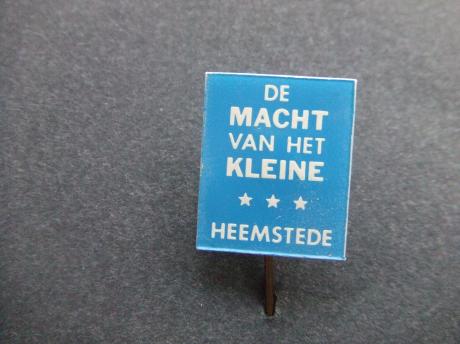 DE
MACHT
VAN HET
KLEINE
★ ★ ★
HEEMSTEDE